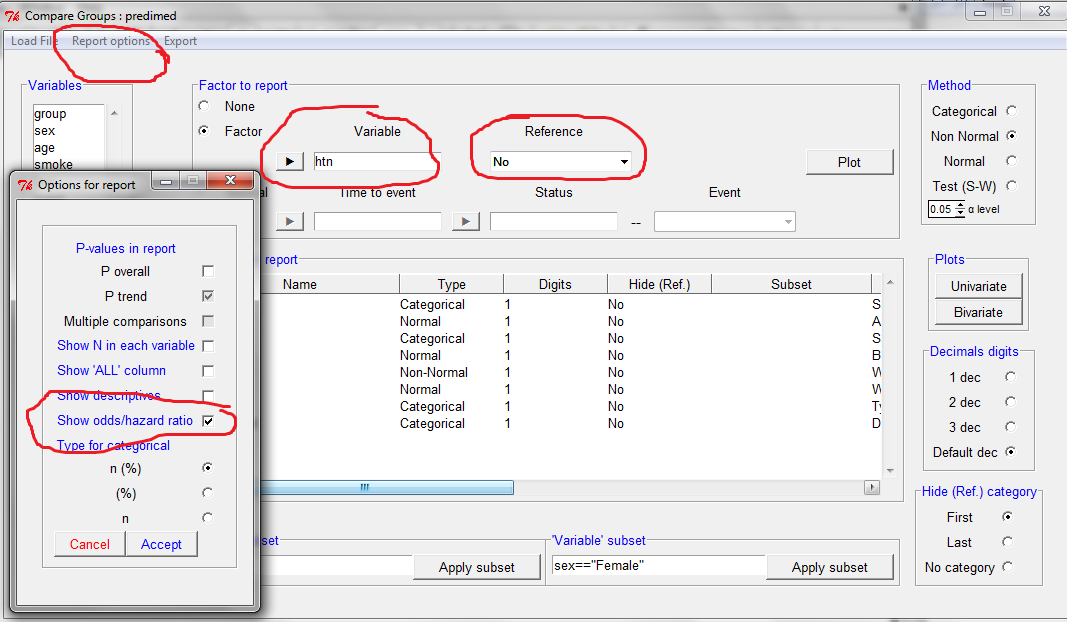 Compare Groups : predimed
Load File Report options Export
Variables
group
sex
age
smoke
Factor to report
None
Factor
Variable
htn
Reference
No
Plot
Time to event
Status
Event
--
Method
Categorical
Non Normal
Normal
Test (S-W)
0.05 α level
Options for report
P-values in report
P overall
P trend
Multiple comparisons
Show N in each variable
Show 'ALL' column
Show descriptives
Show odds/hazard ratio
Type for categorical
n (%)
(%)
n
Cancel Accept
report
Name Type Digits Hide (Ref.) Subset
Categorical 1 No S
Normal 1 No A
Categorical 1 No S
Normal 1 No B
Non-Normal 1 No W
Normal 1 No W
Categorical 1 No Ty
Categorical 1 No D
Plots
Univariate
Bivariate
Decimals digits
1 dec
2 dec
3 dec
Default dec
Hide (Ref.) category
First
Last
No category
Apply subset
'Variable' subset
sex=="Female"
Apply subset